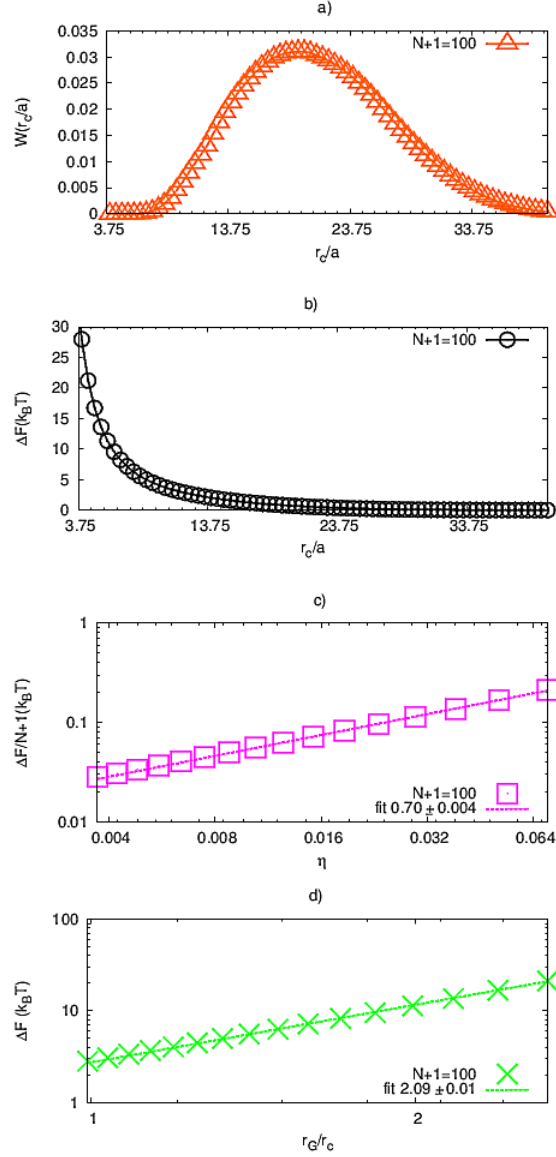 a)
W(r_c/a)
0.035
0.03
0.025
0.02
0.015
0.01
0.005
0
N+1=100
3.75 13.75 23.75 33.75
r_c/a
b)
ΔF(k_BT)
30
25
20
15
10
5
0
N+1=100
3.75 13.75 23.75 33.75
r_c/a
c)
ΔF/N+1(k_BT)
1
0.1
0.01
N+1=100
fit 0.70±0.004
0.004 0.008 0.016 0.032 0.064
η
d)
ΔF (k_BT)
100
10
1
N+1=100
fit 2.09±0.01
1 2
r_G/r_c